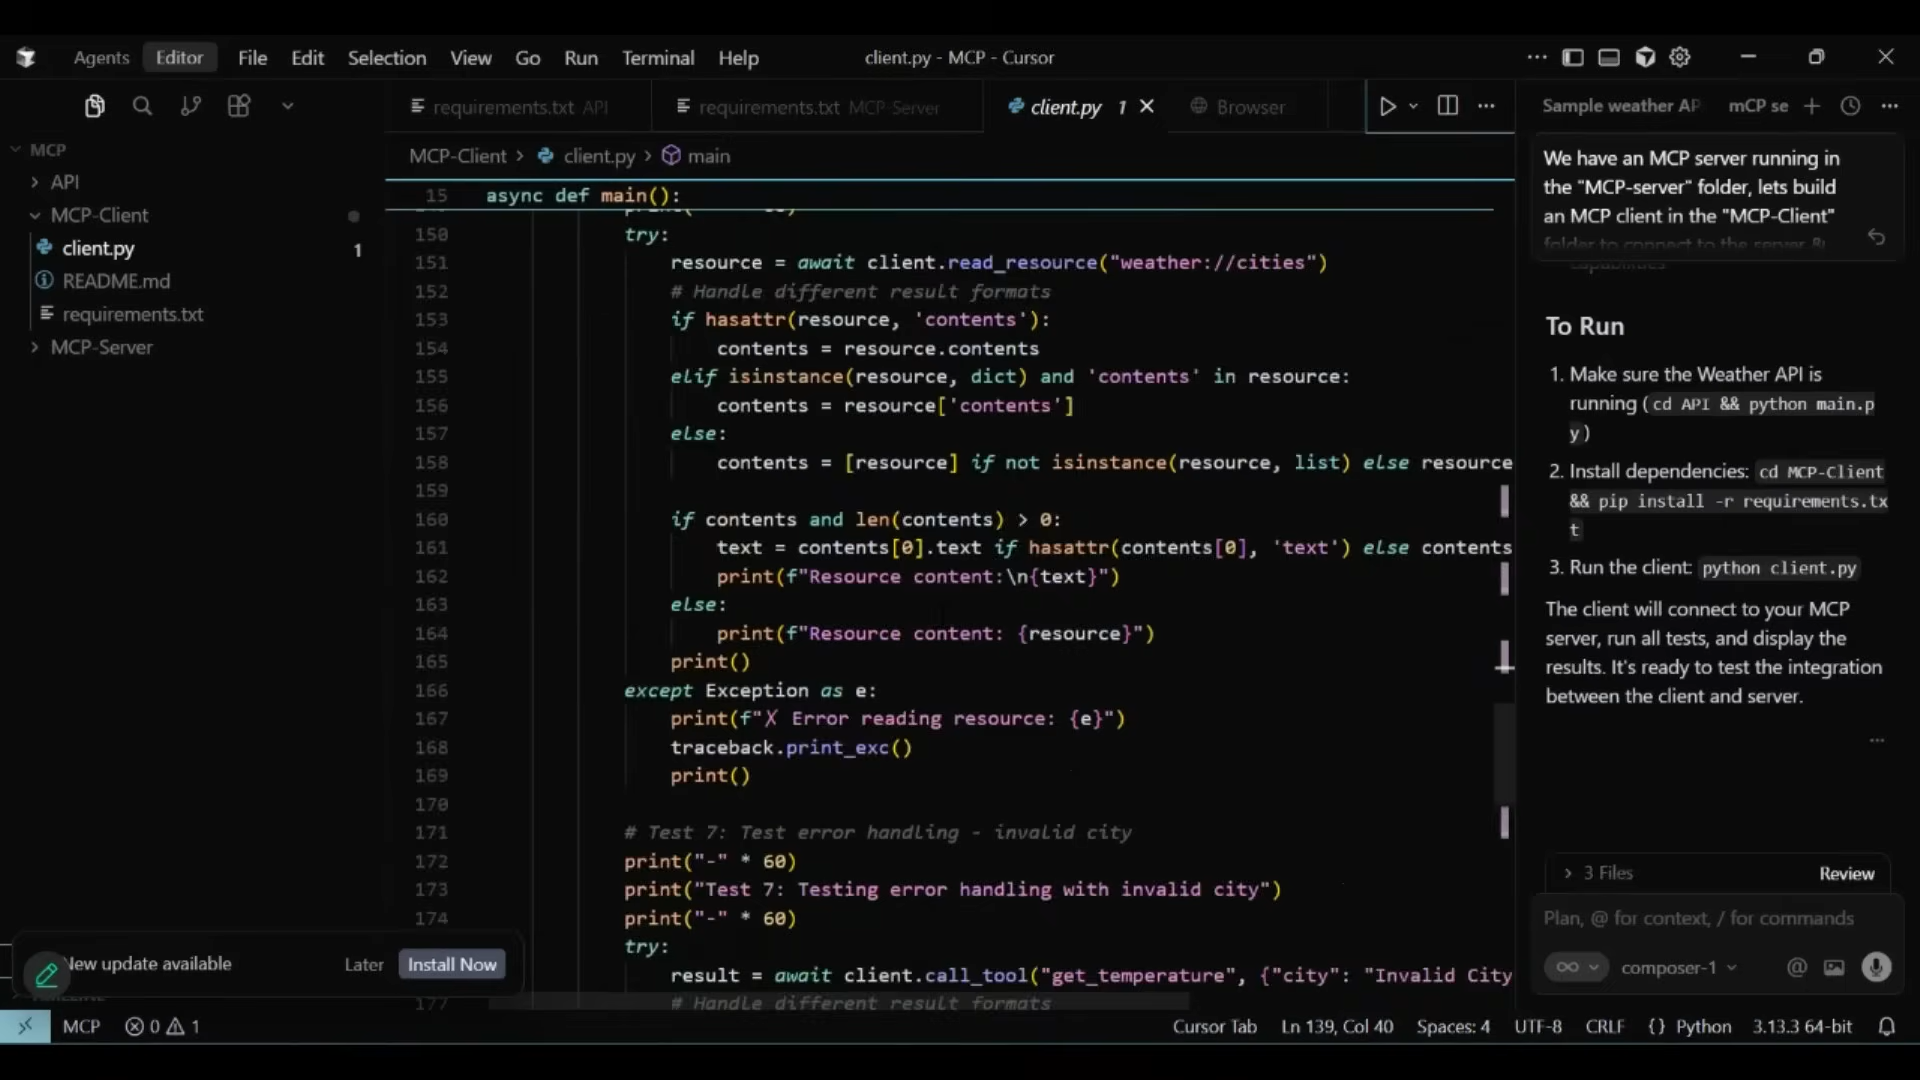 Agents Editor File Edit Selection View Go Run Terminal Help
client.py - MCP - Cursor
requirements.txt API
requirements.txt MCP-Server
client.py 1
Browser
Sample weather AP
mCP se
MCP
API
MCP-Client
client.py 1
README.md
requirements.txt
MCP-Server
MCP-Client > client.py > main
15 async def main():
150 try:
151 resource = await client.read_resource("weather://cities")
152 # Handle different result formats
153 if hasattr(resource, 'contents'):
154 contents = resource.contents
155 elif isinstance(resource, dict) and 'contents' in resource:
156 contents = resource['contents']
157 else:
158 contents = [resource] if not isinstance(resource, list) else resource
159
160 if contents and len(contents) > 0:
161 text = contents[0].text if hasattr(contents[0], 'text') else contents
162 print(f"Resource content:\n{text}")
163 else:
164 print(f"Resource content: {resource}")
165 print()
166 except Exception as e:
167 print(f"✗ Error reading resource: {e}")
168 traceback.print_exc()
169 print()
170
171 # Test 7: Test error handling - invalid city
172 print("-" * 60)
173 print("Test 7: Testing error handling with invalid city")
174 print("-" * 60)
try:
result = await client.call_tool("get_temperature", {"city": "Invalid City
177 # Handle different result formats
We have an MCP server running in
the "MCP-server" folder, lets build
an MCP client in the "MCP-Client"
folder to connect to the server &
capabilities
To Run
1. Make sure the Weather API is
running (cd API && python main.p
y)
2. Install dependencies: cd MCP-Client
&& pip install -r requirements.tx
t
3. Run the client: python client.py
The client will connect to your MCP
server, run all tests, and display the
results. It's ready to test the integration
between the client and server.
> 3 Files Review
Plan, @ for context, / for commands
composer-1
New update available Later Install Now
MCP 0 1
Cursor Tab Ln 139, Col 40 Spaces: 4 UTF-8 CRLF {} Python 3.13.3 64-bit